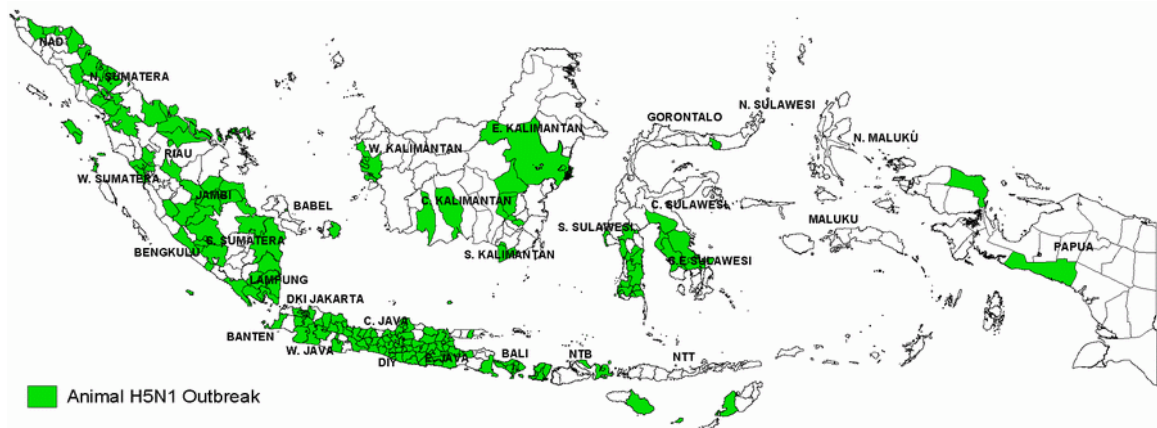 NAD
N. SUMATERA
RIAU
W. SUMATERA
JAMBI
BABEL
S. SUMATERA
BENGKULU
LAMPUNG
DKI JAKARTA
BANTEN
W. JAVA
C. JAVA
DIY
E. JAVA
BALI
NTB
NTT
W. KALIMANTAN
E. KALIMANTAN
C. KALIMANTAN
S. KALIMANTAN
GORONTALO
N. SULAWESI
C. SULAWESI
S. SULAWESI
S.E SULAWESI
N. MALUKU
MALUKU
PAPUA
Animal H5N1 Outbreak